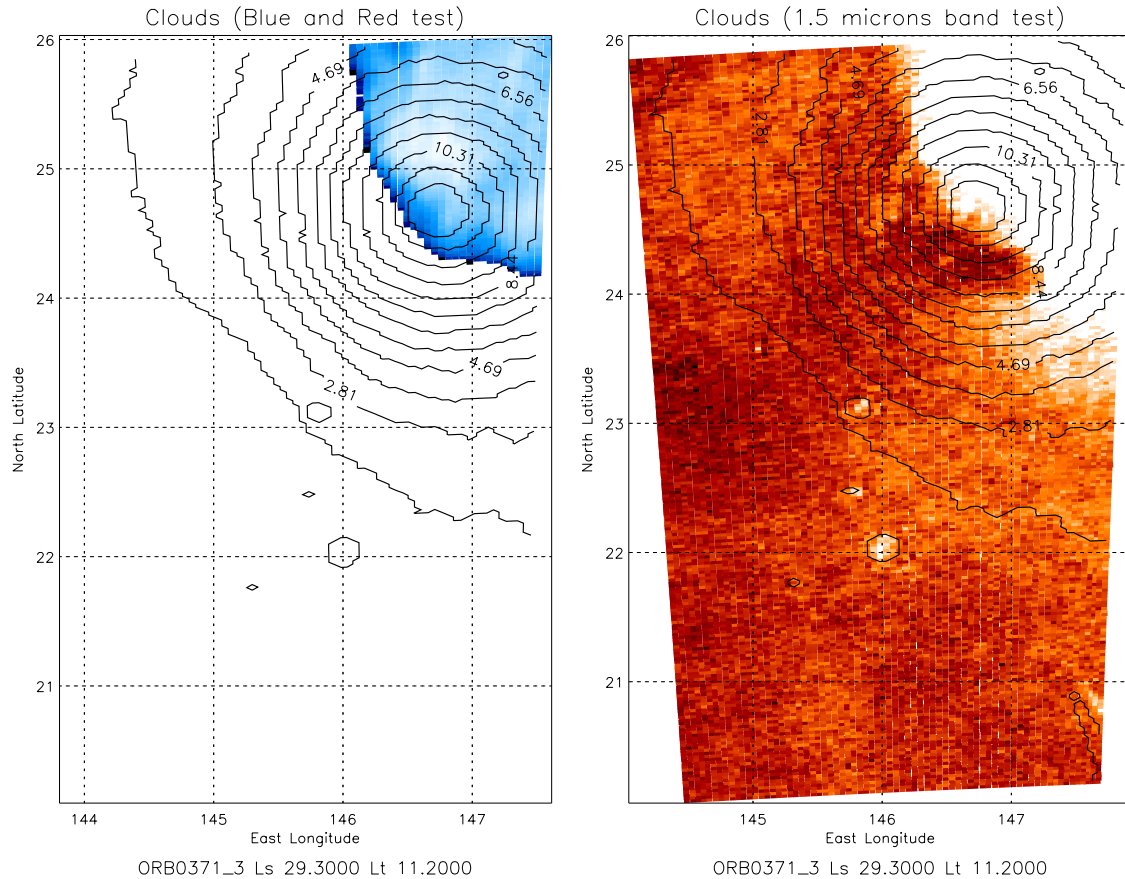 Clouds (Blue and Red test)
26
25
24
23
22
21
North Latitude
4.69
6.56
10.31
8.44
4.69
2.81
144 145 146 147
East Longitude
ORB0371_3 Ls 29.3000 Lt 11.2000
Clouds (1.5 microns band test)
26
25
24
23
22
21
North Latitude
4.69
2.81
6.56
10.31
8.44
4.69
2.81
145 146 147
East Longitude
ORB0371_3 Ls 29.3000 Lt 11.2000